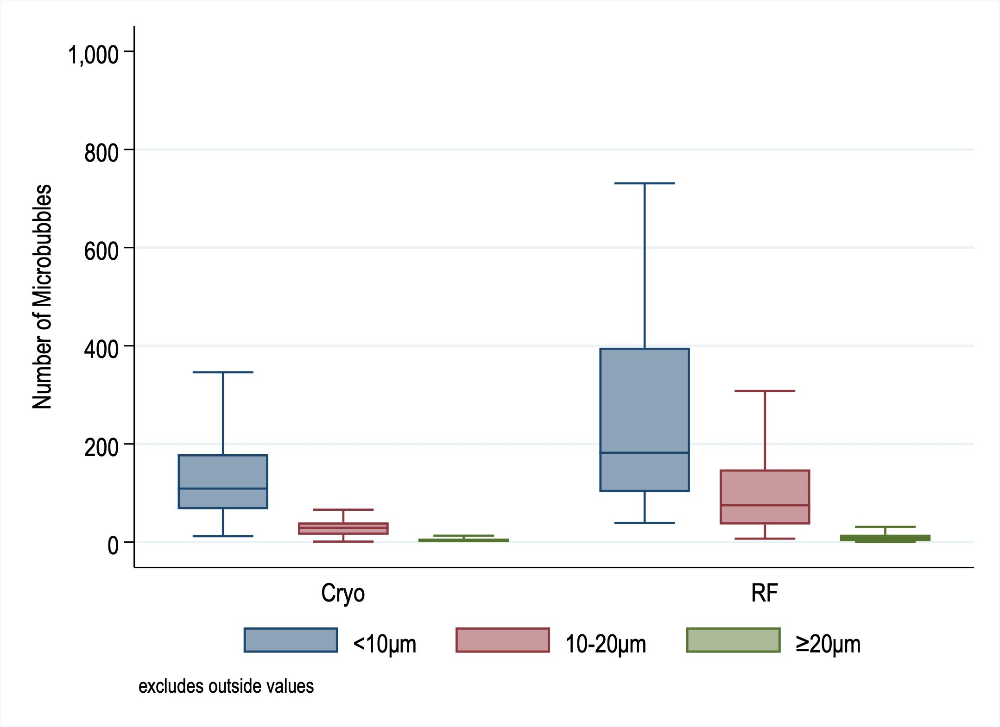 Number of Microbubbles
1,000
800
600
400
200
0
Cryo
RF
<10µm
10-20µm
≥20µm
excludes outside values